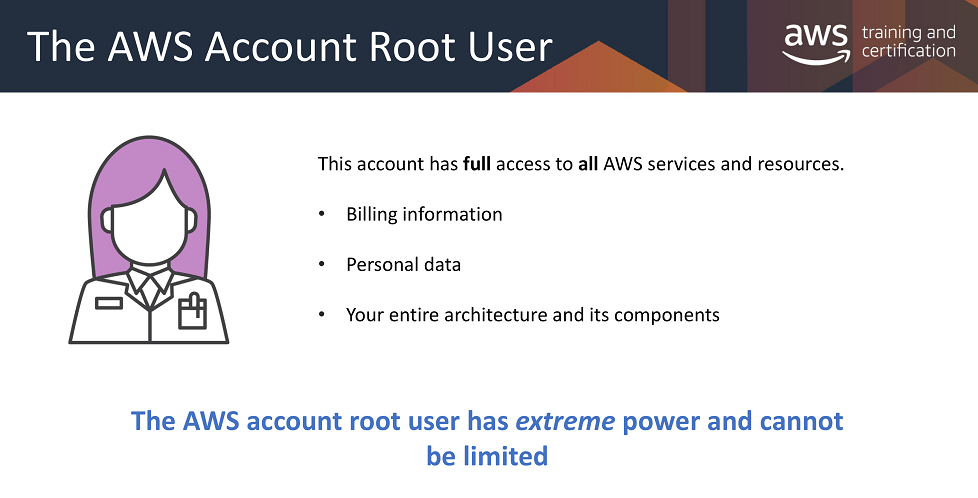 The AWS Account Root User
aws
training and
certification
This account has full access to all AWS services and resources.
• Billing information
• Personal data
• Your entire architecture and its components
The AWS account root user has extreme power and cannot
be limited